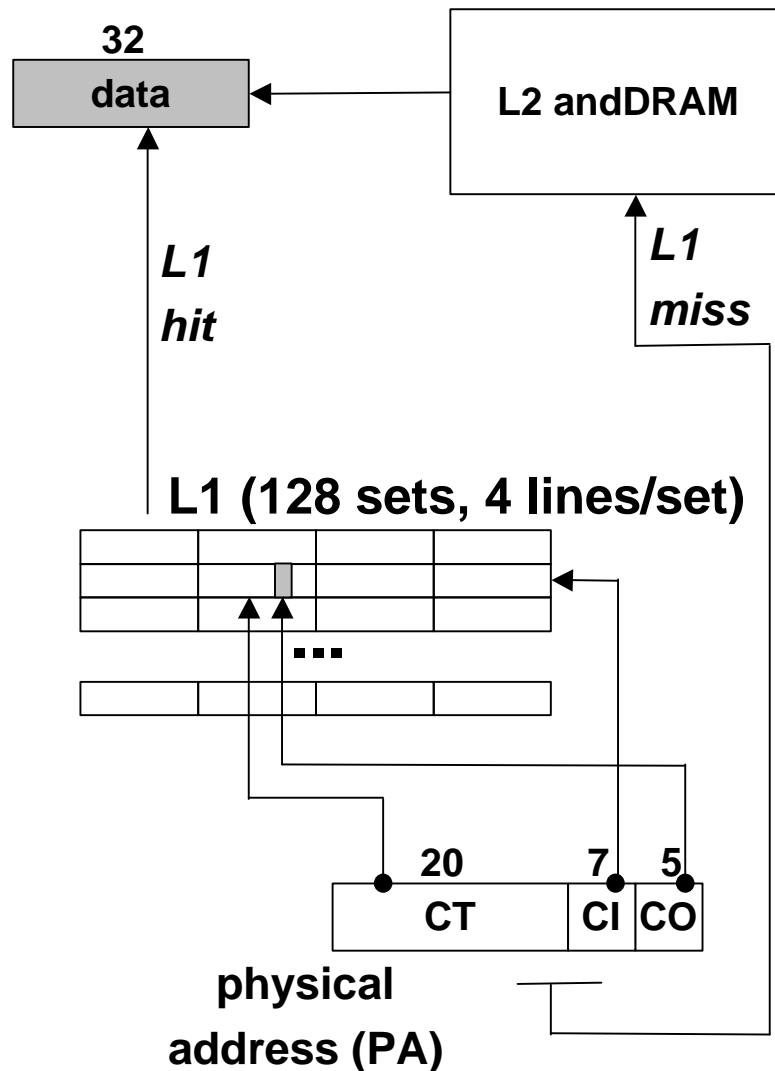 32
data
L2 andDRAM
L1
hit
L1
miss
L1 (128 sets, 4 lines/set)
...
20
7
5
CT
CI
CO
physical
address (PA)